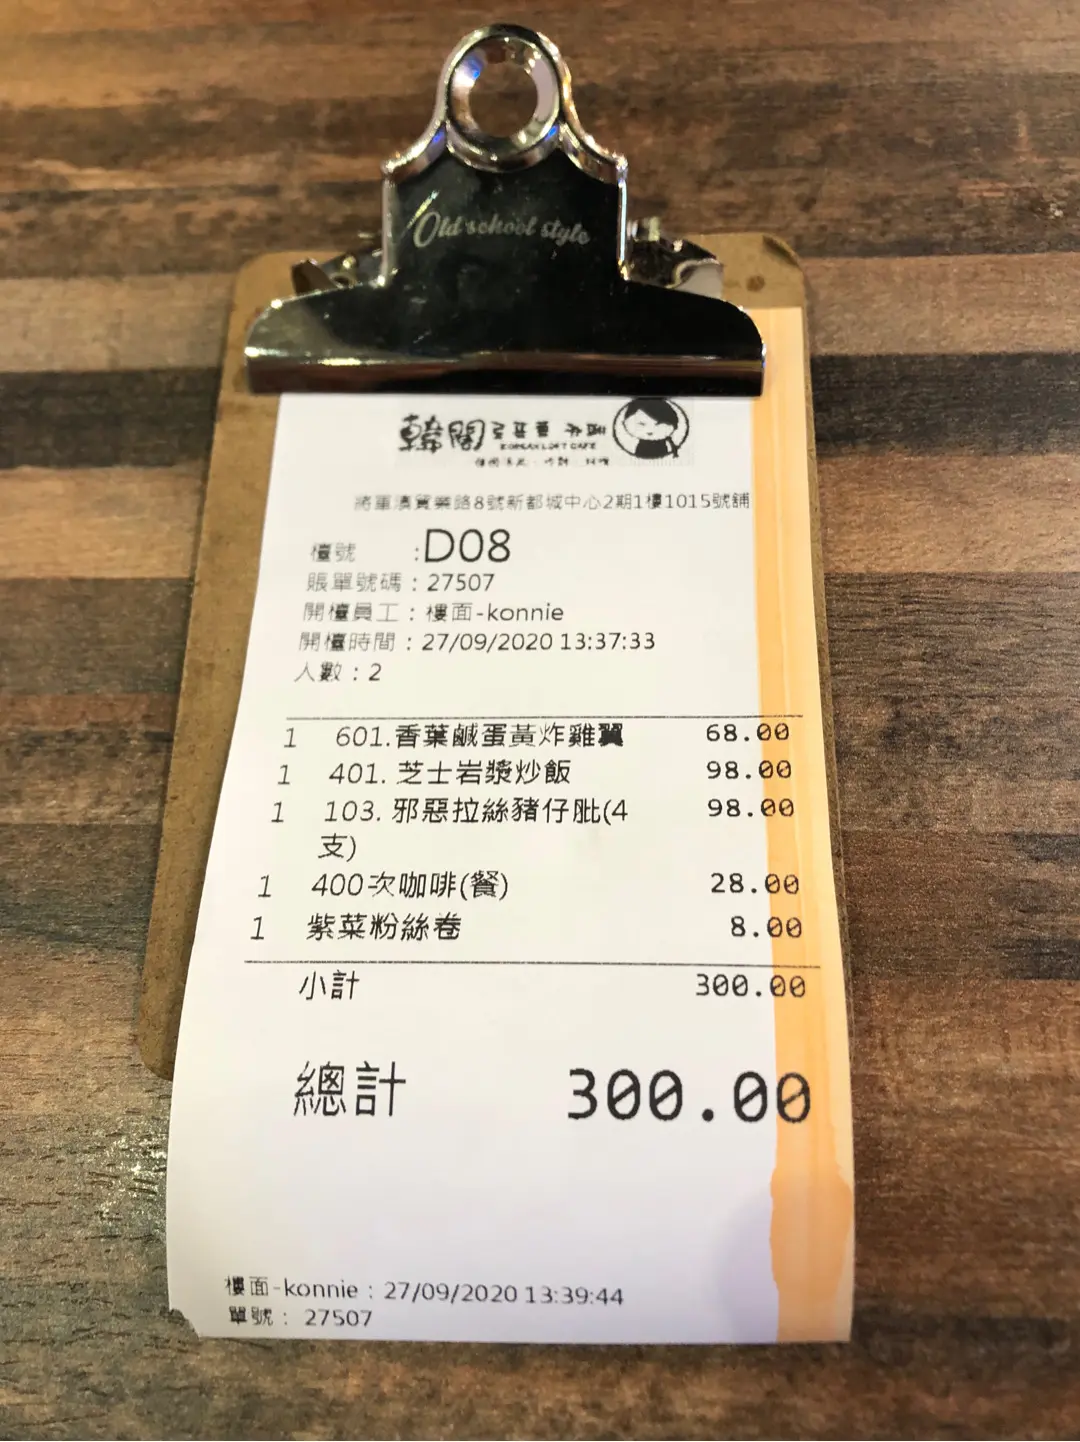 Old school style
韓閣
KOREAN LOFT CAFE
將軍澳貿業路8號新都城中心2期1樓1015號舖
檯號 :D08
賬單號碼：27507
開檯員工：樓面-konnie
開檯時間：27/09/2020 13:37:33
人數：2
1 601.香葉鹹蛋黃炸雞翼 68.00
1 401. 芝士岩漿炒飯 98.00
1 103. 邪惡拉絲豬仔髀(4 98.00
支)
1 400次咖啡(餐) 28.00
1 紫菜粉絲卷 8.00
小計 300.00
總計 300.00
樓面-konnie：27/09/2020 13:39:44
單號：27507